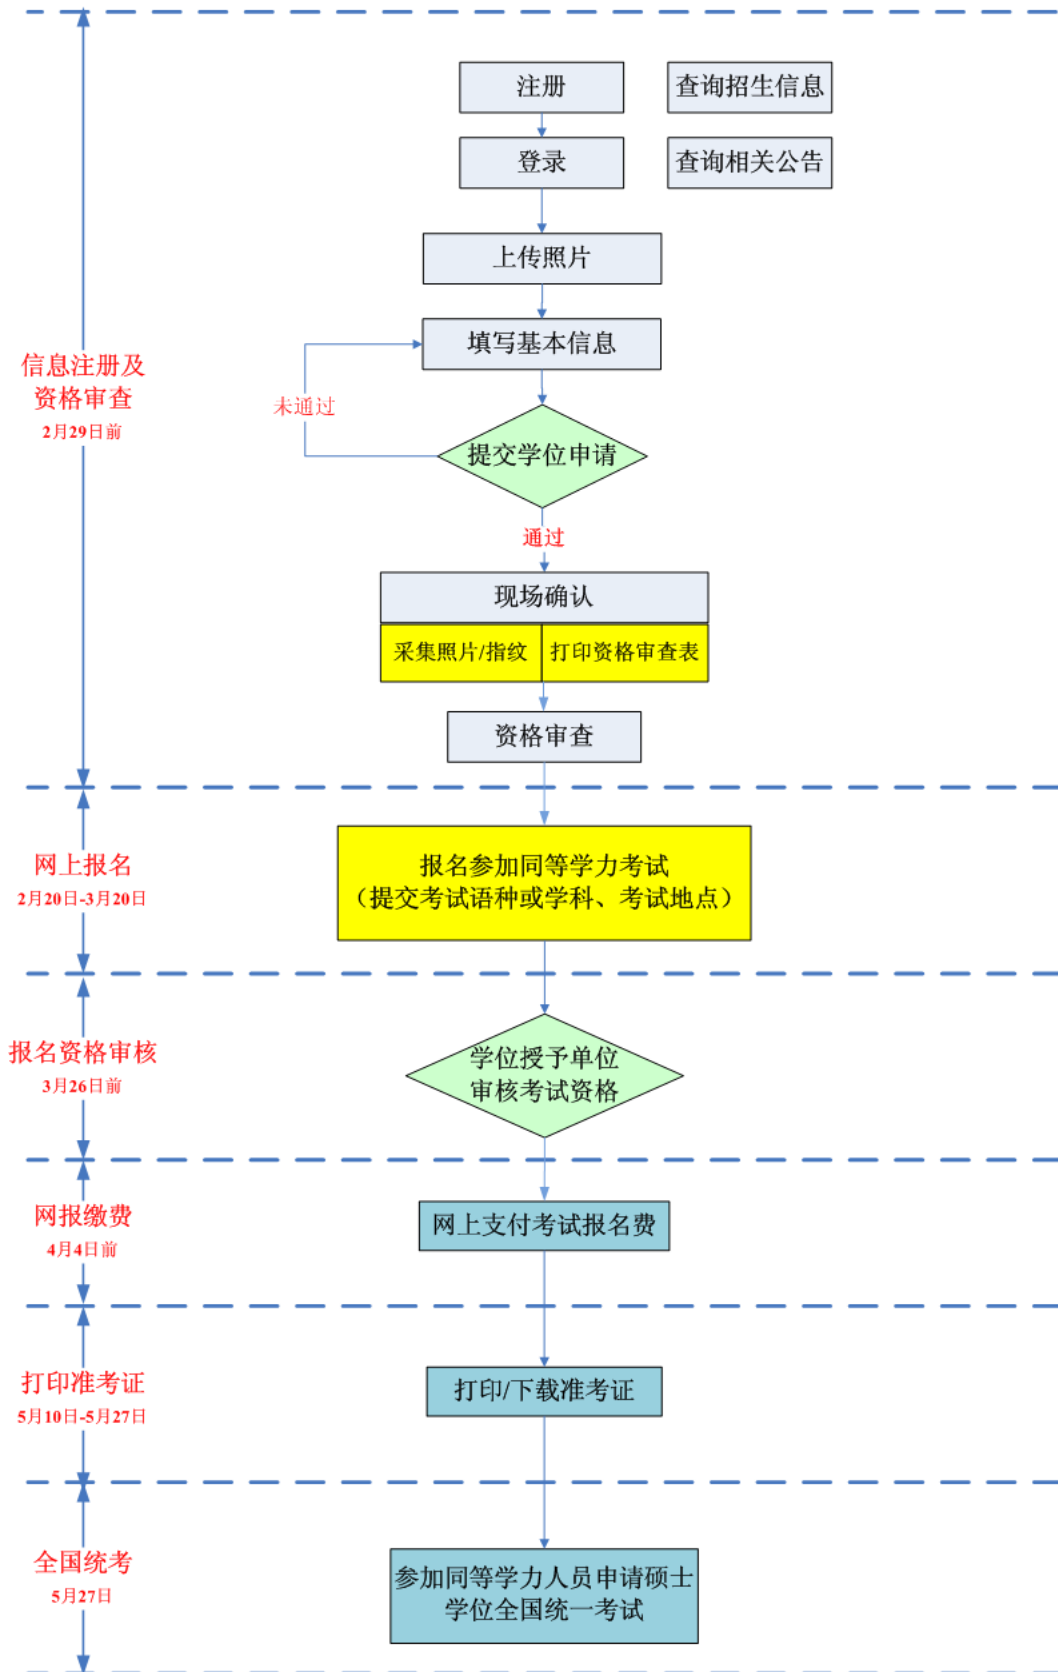 注册
查询招生信息
登录
查询相关公告
上传照片
填写基本信息
信息注册及
资格审查
2月29日前
未通过
提交学位申请
通过
现场确认
采集照片/指纹
打印资格审查表
资格审查
网上报名
2月20日-3月20日
报名参加同等学力考试
（提交考试语种或学科、考试地点）
报名资格审核
3月26日前
学位授予单位
审核考试资格
网报缴费
4月4日前
网上支付考试报名费
打印准考证
5月10日-5月27日
打印/下载准考证
全国统考
5月27日
参加同等学力人员申请硕士
学位全国统一考试